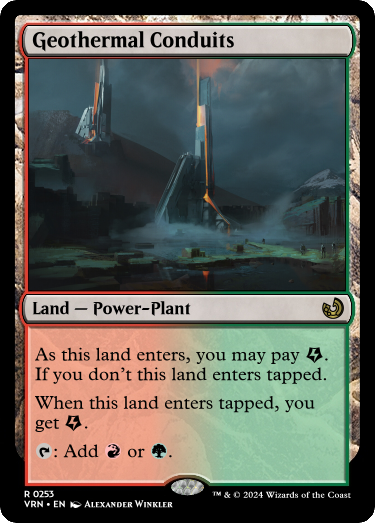 Geothermal Conduits
Land — Power-Plant
As this land enters, you may pay .
If you don't this land enters tapped.
When this land enters tapped, you
get .
: Add or .
R 0253
VRN • EN Alexander Winkler
™ & © 2024 Wizards of the Coast